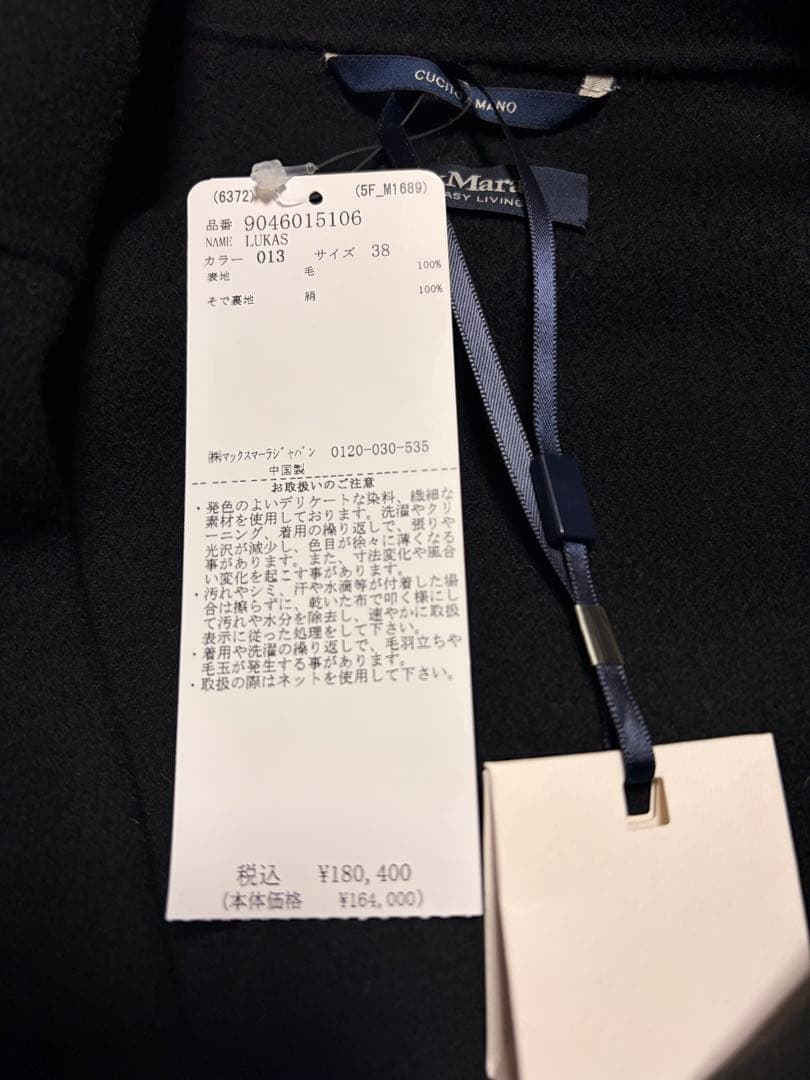 CUCITO MANO
Mara
ASY LIVING
(6372) (5F_M1689)
品番 9046015106
NAME LUKAS
カラー 013 サイズ 38
表地 毛 100%
そで裏地 絹 100%
㈱マックスマーラジャパン 0120-030-535
中国製
お取扱いのご注意
・発色のよいデリケートな染料、繊細な
素材を使用しております。洗濯やクリ
ーニング、着用の繰り返しで、張りや
光沢が減少し、色目が徐々に薄くなる
事があります。また、寸法変化や風合
い変化を起こす事があります。
・汚れやシミ、汗や水滴等が付着した場
合は擦らずに、乾いた布で叩く様にし
て汚れや水分を除去し、速やかに取扱
表示に従った処理をして下さい。
・着用や洗濯の繰り返しで、毛羽立ちや
毛玉が発生する事があります。
・取扱の際はネットを使用して下さい。
税込 ¥180,400
(本体価格 ¥164,000)